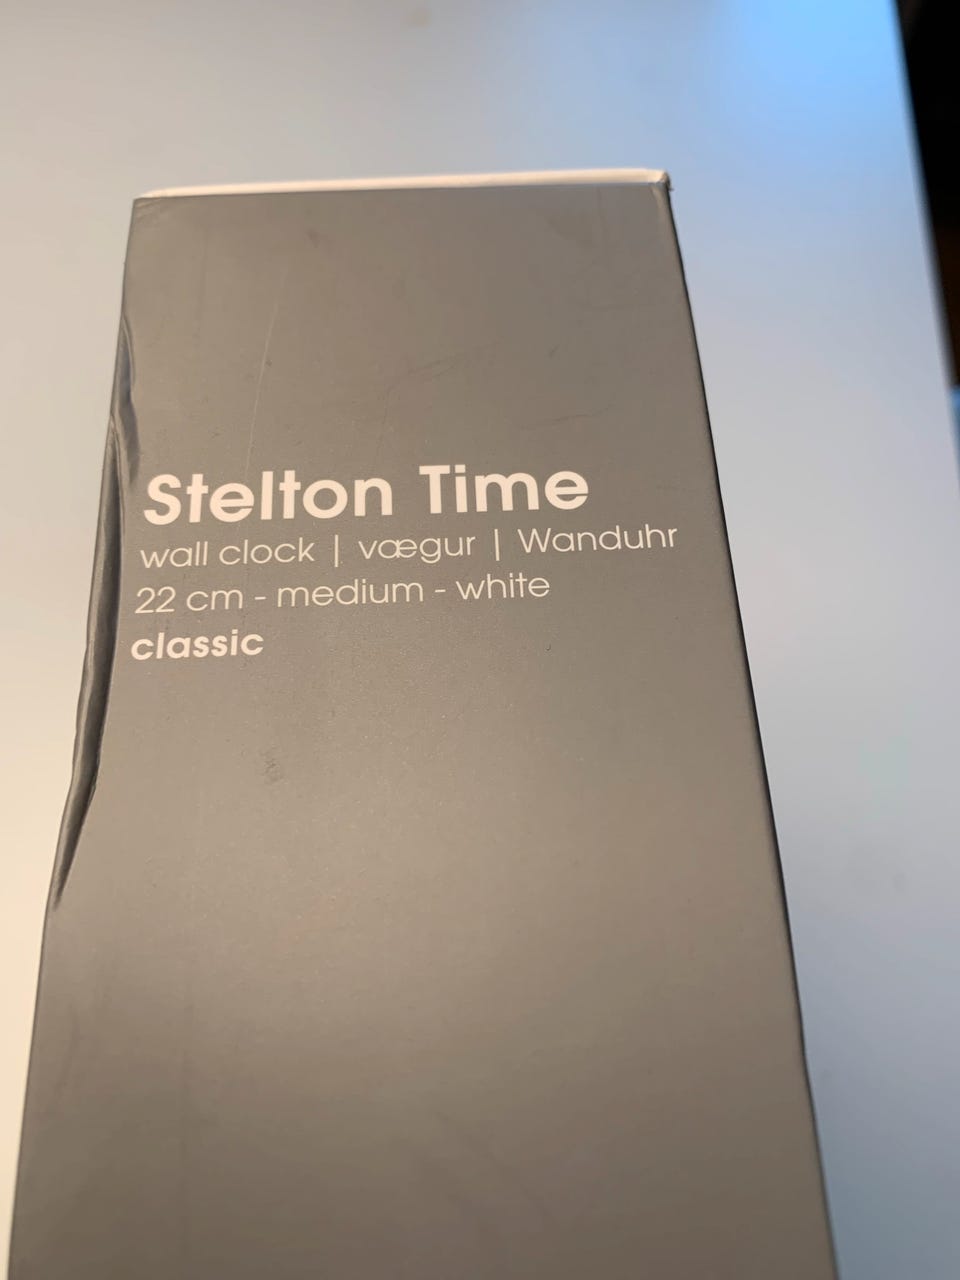 Stelton Time
wall clock | vægur | Wanduhr
22 cm - medium - white
classic